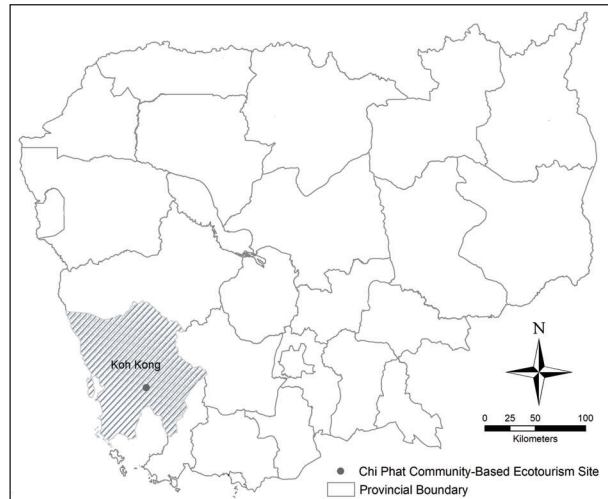 Koh Kong
N
0 25 50 100
Kilometers
Chi Phat Community-Based Ecotourism Site
Provincial Boundary